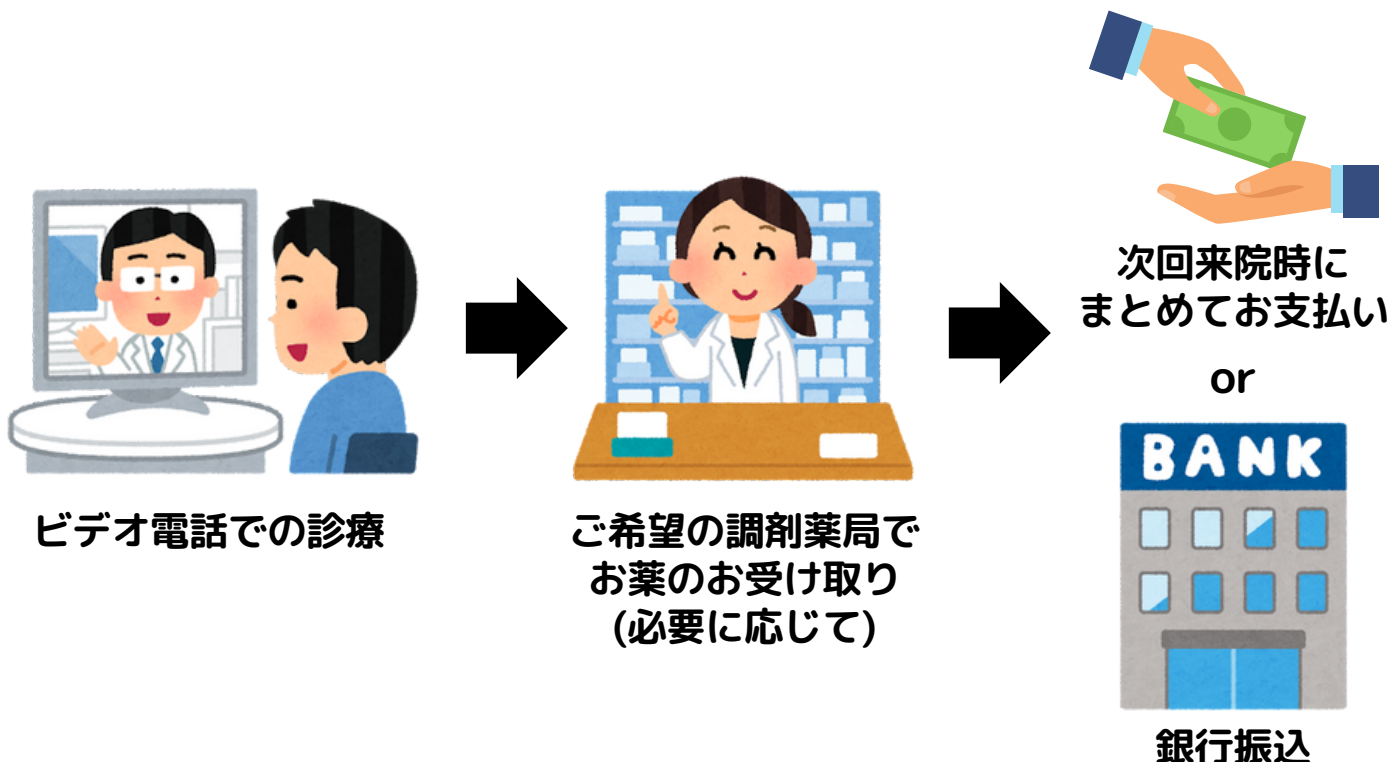 ビデオ電話での診療
ご希望の調剤薬局で
お薬のお受け取り
(必要に応じて)
次回来院時に
まとめてお支払い
or
BANK
銀行振込